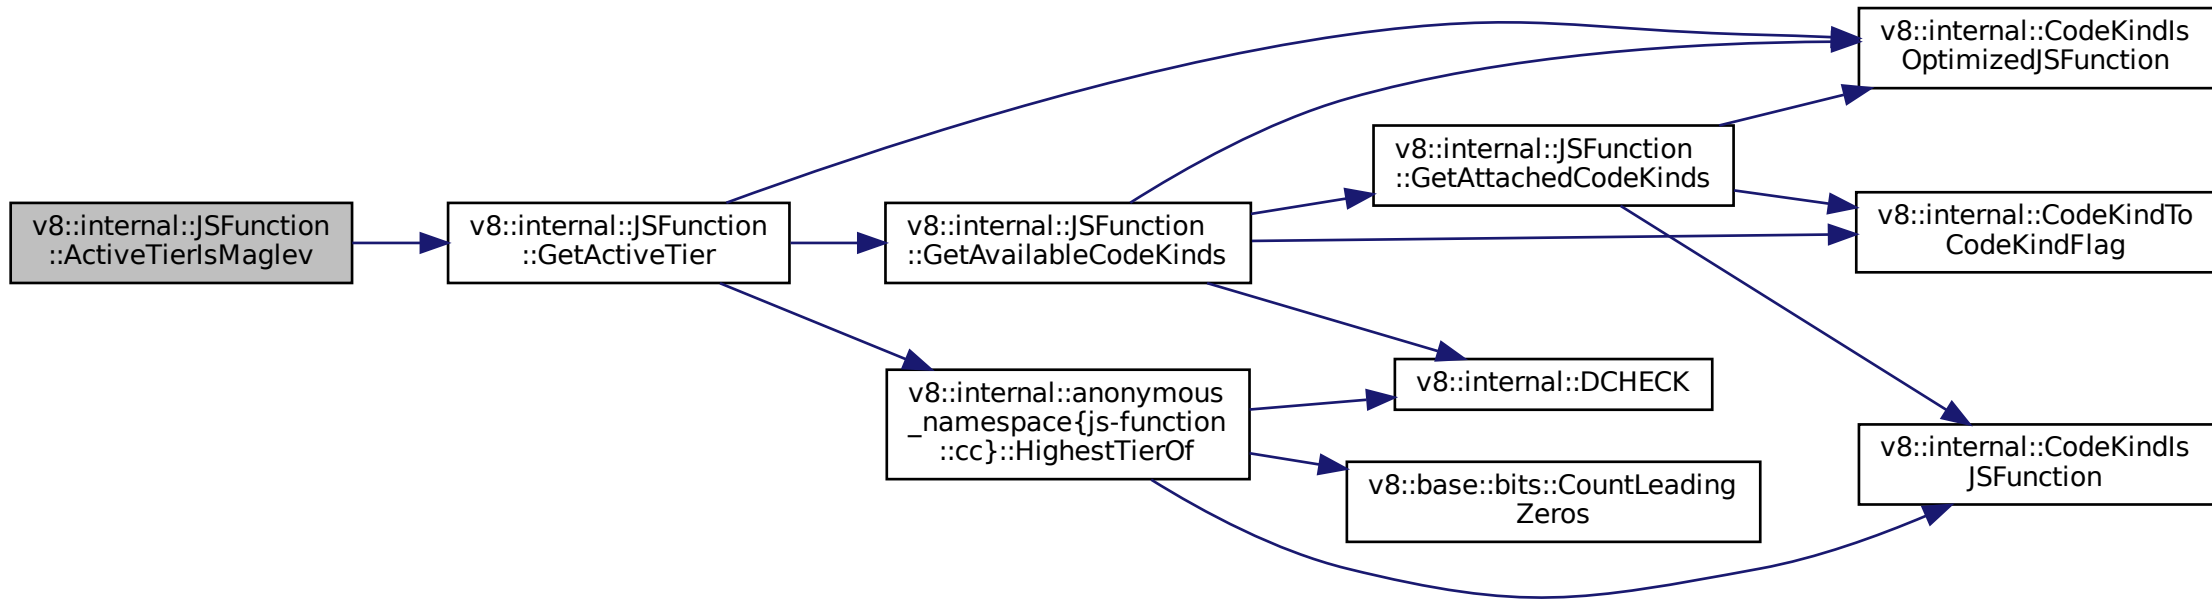 v8::internal::JSFunction
::ActiveTierIsMaglev
v8::internal::JSFunction
::GetActiveTier
v8::internal::JSFunction
::GetAvailableCodeKinds
v8::internal::anonymous
_namespace{js-function
::cc}::HighestTierOf
v8::internal::JSFunction
::GetAttachedCodeKinds
v8::internal::DCHECK
v8::base::bits::CountLeading
Zeros
v8::internal::CodeKindIs
OptimizedJSFunction
v8::internal::CodeKindTo
CodeKindFlag
v8::internal::CodeKindIs
JSFunction